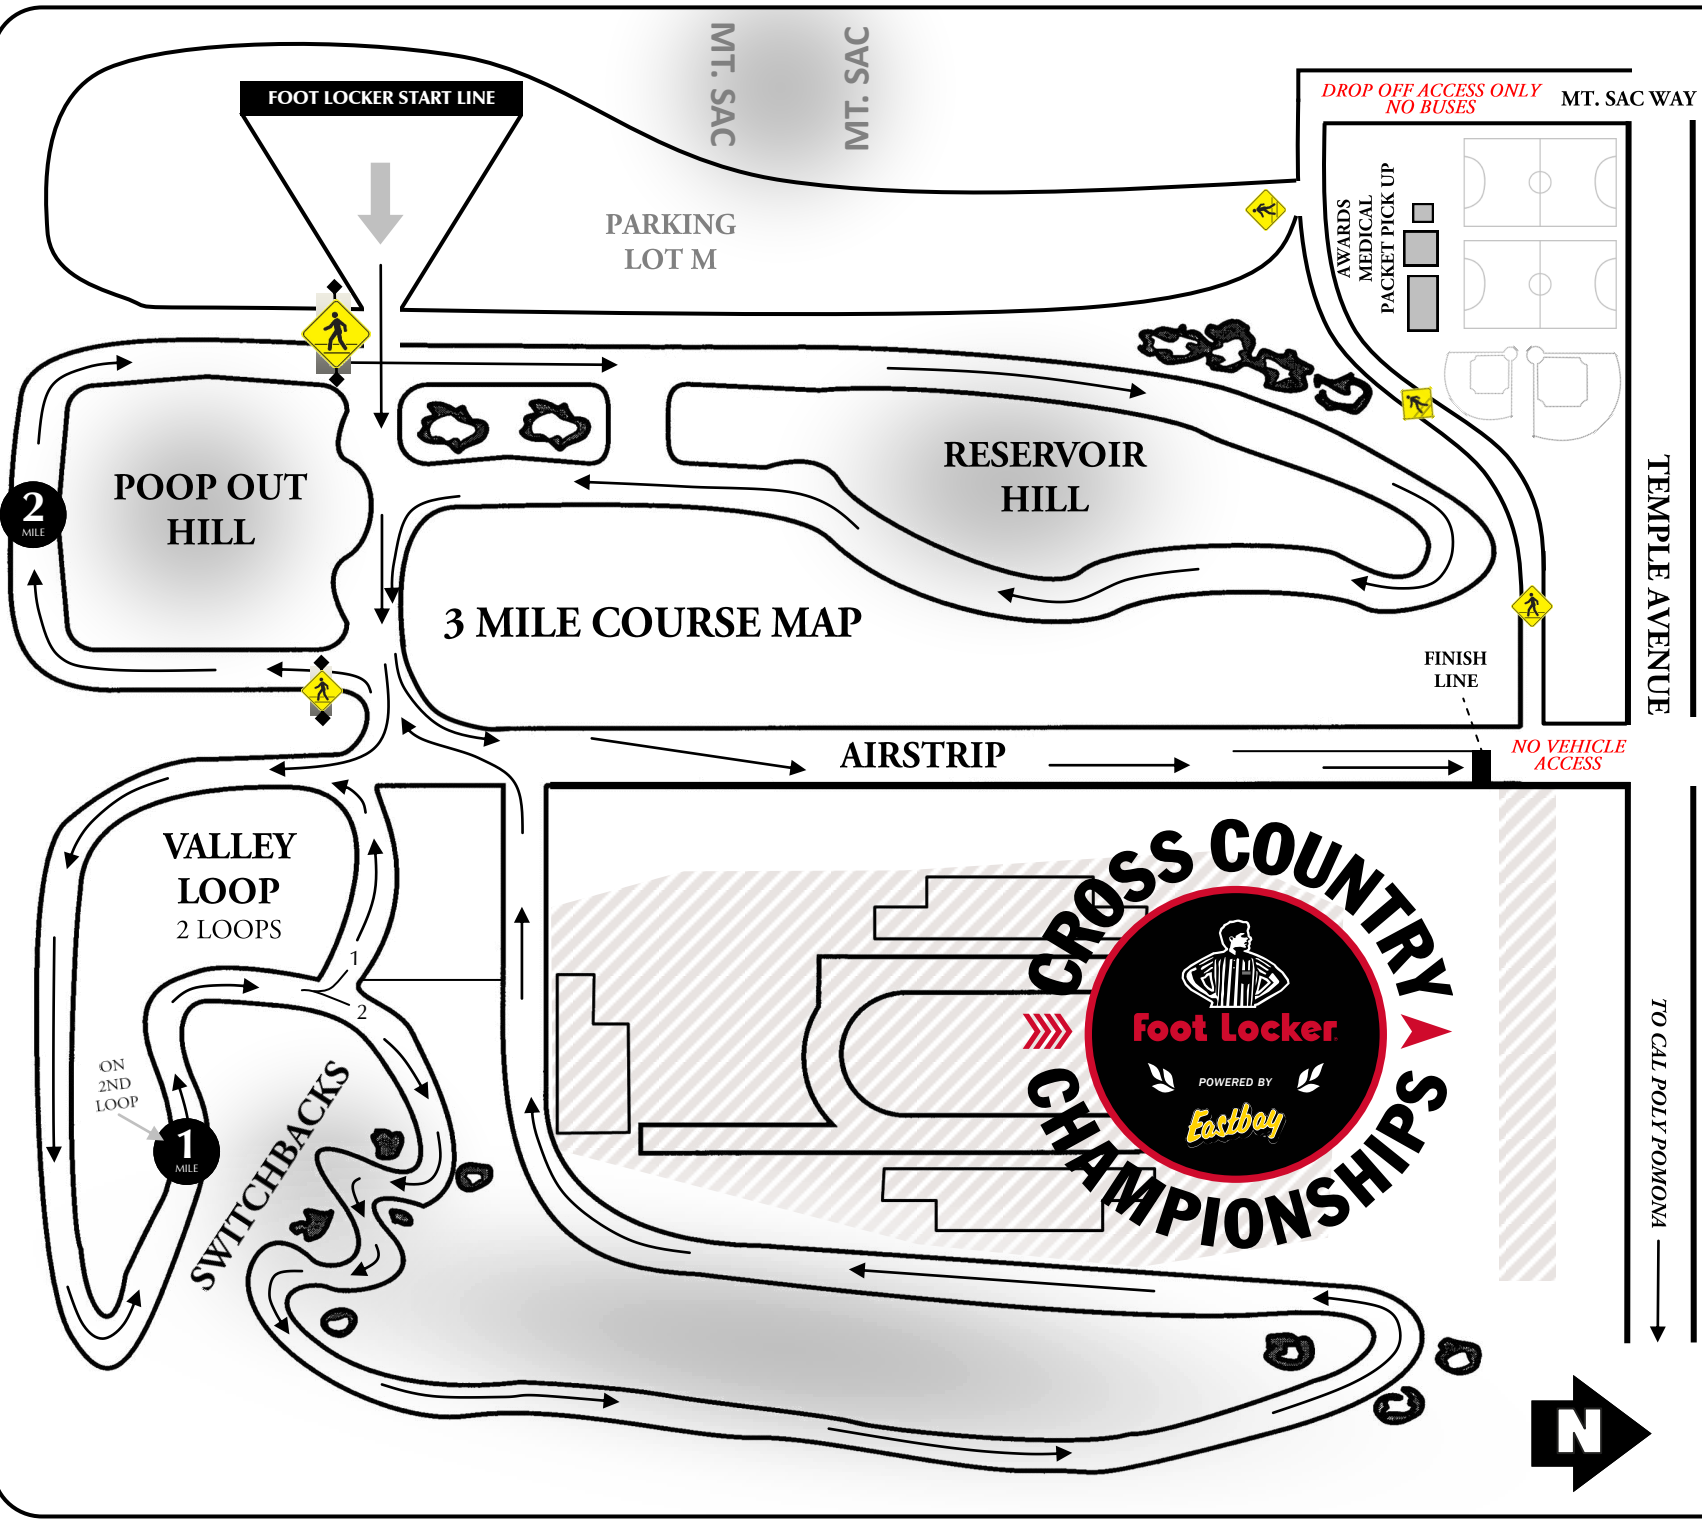 MT. SAC
MT. SAC
FOOT LOCKER START LINE
DROP OFF ACCESS ONLY
NO BUSES
MT. SAC WAY
PARKING
LOT M
AWARDS
MEDICAL
PACKET PICK UP
RESERVOIR
HILL
POOP OUT
HILL
2
MILE
TEMPLE AVENUE
3 MILE COURSE MAP
FINISH
LINE
AIRSTRIP
NO VEHICLE
ACCESS
VALLEY
LOOP
2 LOOPS
1
2
ON
2ND
LOOP
1
MILE
SWITCHBACKS
CROSS COUNTRY
Foot Locker
POWERED BY
Eastbay
CHAMPIONSHIPS
TO CAL POLY POMONA
N